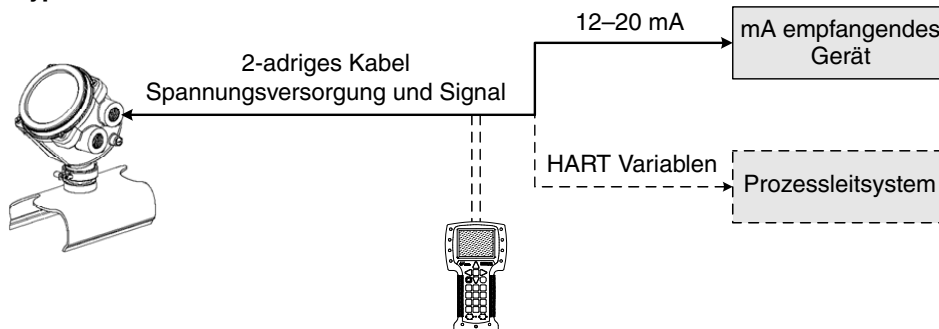 12–20 mA
mA empfangendes
Gerät
2-adriges Kabel
Spannungsversorgung und Signal
HART Variablen
Prozessleitsystem